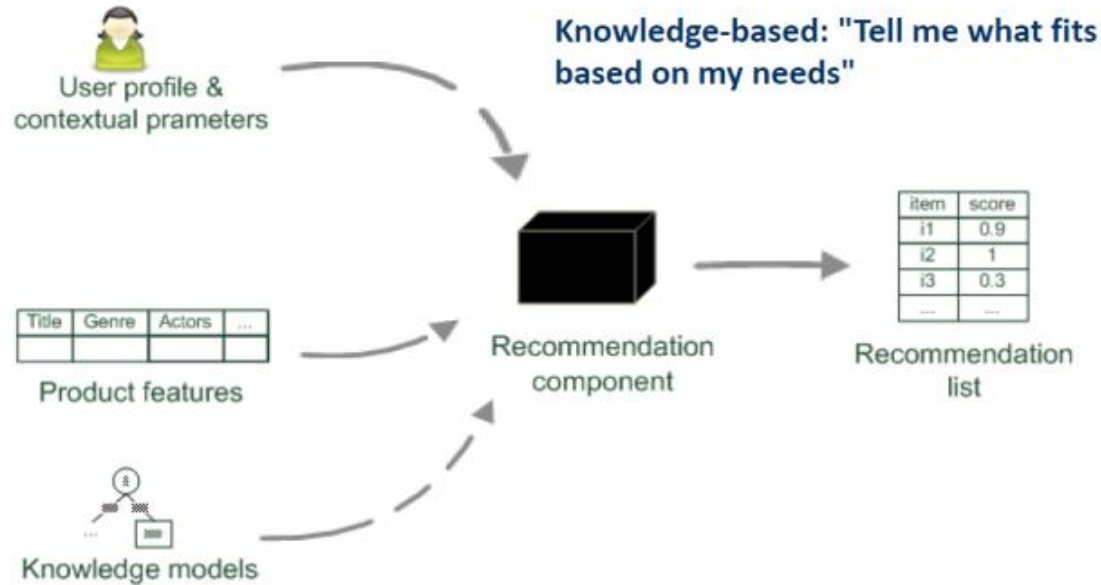 Knowledge-based: "Tell me what fits
based on my needs"
User profile &
contextual prameters
Title Genre Actors ...
Product features
...
Knowledge models
Recommendation
component
item score
i1 0.9
i2 1
i3 0.3
... ...
Recommendation
list